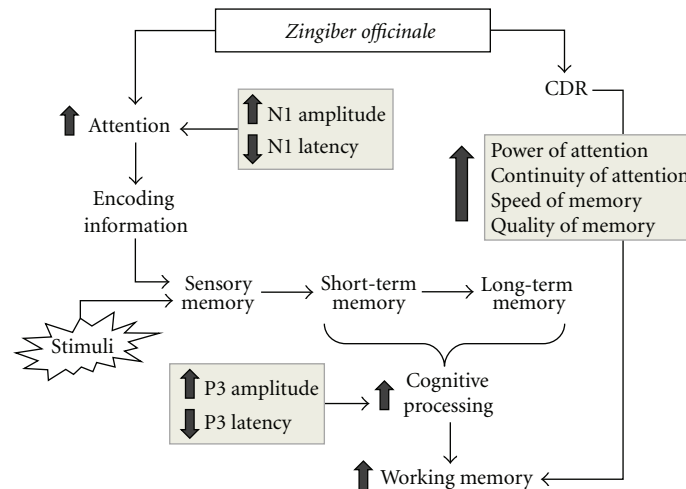 Zingiber officinale
CDR
Attention
N1 amplitude
N1 latency
Power of attention
Continuity of attention
Speed of memory
Quality of memory
Encoding
information
Sensory
memory
Short-term
memory
Long-term
memory
Stimuli
P3 amplitude
P3 latency
Cognitive
processing
Working memory